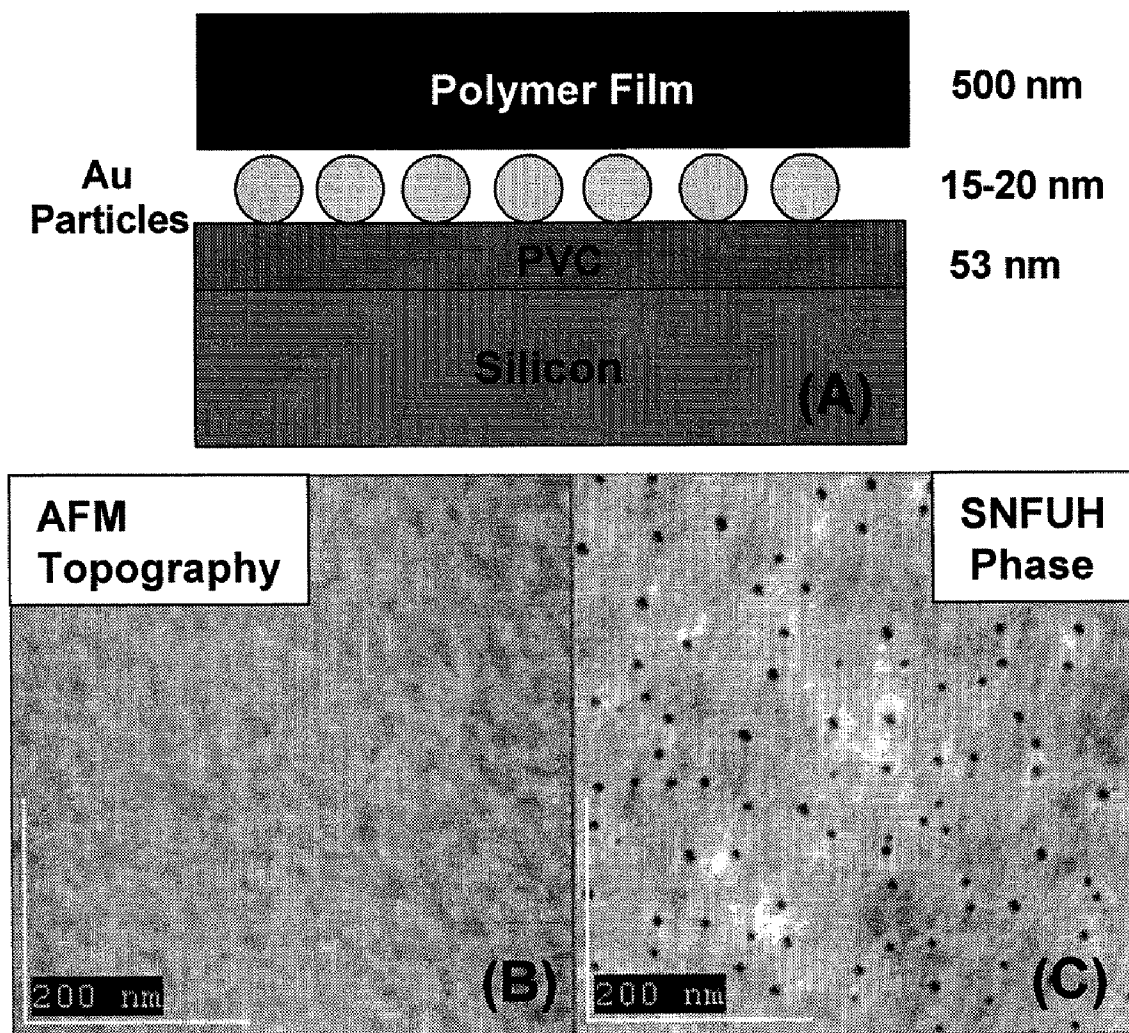 Polymer Film
500 nm
Au
Particles
15-20 nm
PVC
53 nm
Silicon
(A)
AFM
Topography
SNFUH
Phase
200 nm
(B)
200 nm
(C)